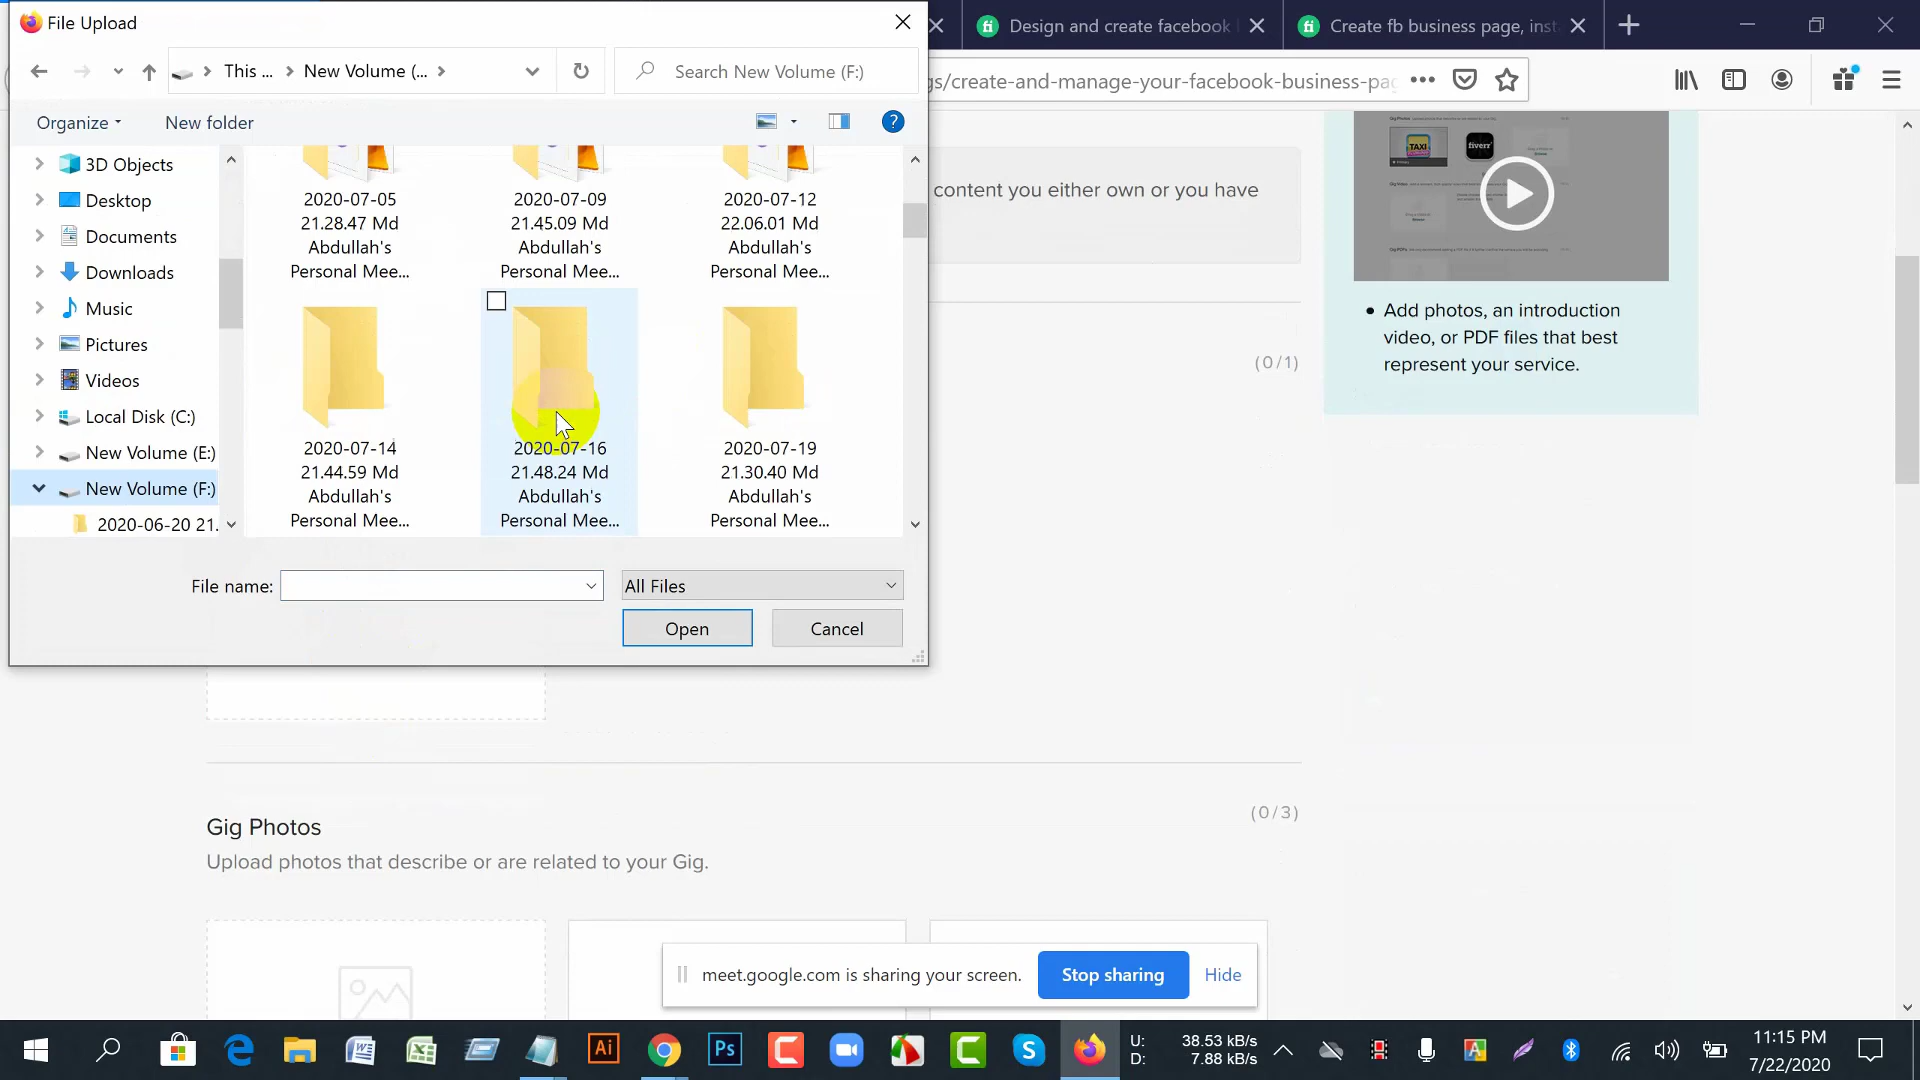 File Upload
Design and create facebook
Create fb business page, inst
This ...
New Volume (...
Search New Volume (F:)
gs/create-and-manage-your-facebook-business-pag
Organize
New folder
?
3D Objects
Desktop
Documents
Downloads
Music
Pictures
Videos
Local Disk (C:)
New Volume (E:)
New Volume (F:)
2020-06-20 21.
2020-07-05
21.28.47 Md
Abdullah's
Personal Mee...
2020-07-09
21.45.09 Md
Abdullah's
Personal Mee...
2020-07-12
22.06.01 Md
Abdullah's
Personal Mee...
2020-07-14
21.44.59 Md
Abdullah's
Personal Mee...
2020-07-16
21.48.24 Md
Abdullah's
Personal Mee...
2020-07-19
21.30.40 Md
Abdullah's
Personal Mee...
File name:
All Files
Open
Cancel
content you either own or you have
(0/1)
TAXI
fiverr
• Add photos, an introduction
video, or PDF files that best
represent your service.
Gig Photos
(0/3)
Upload photos that describe or are related to your Gig.
meet.google.com is sharing your screen.
Stop sharing
Hide
Ai
Ps
U: 38.53 kB/s
D: 7.88 kB/s
11:15 PM
7/22/2020